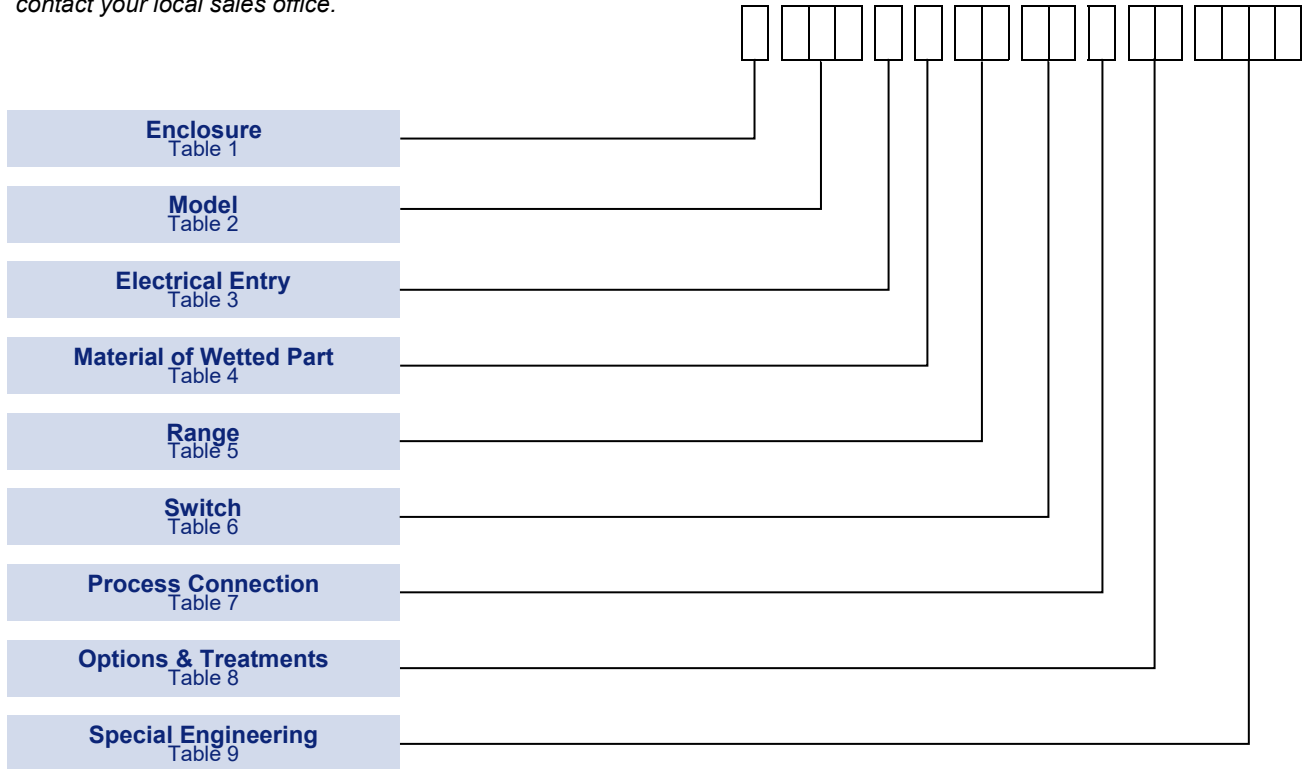 contact your local sales office.
Enclosure
Table 1
Model
Table 2
Electrical Entry
Table 3
Material of Wetted Part
Table 4
Range
Table 5
Switch
Table 6
Process Connection
Table 7
Options & Treatments
Table 8
Special Engineering
Table 9